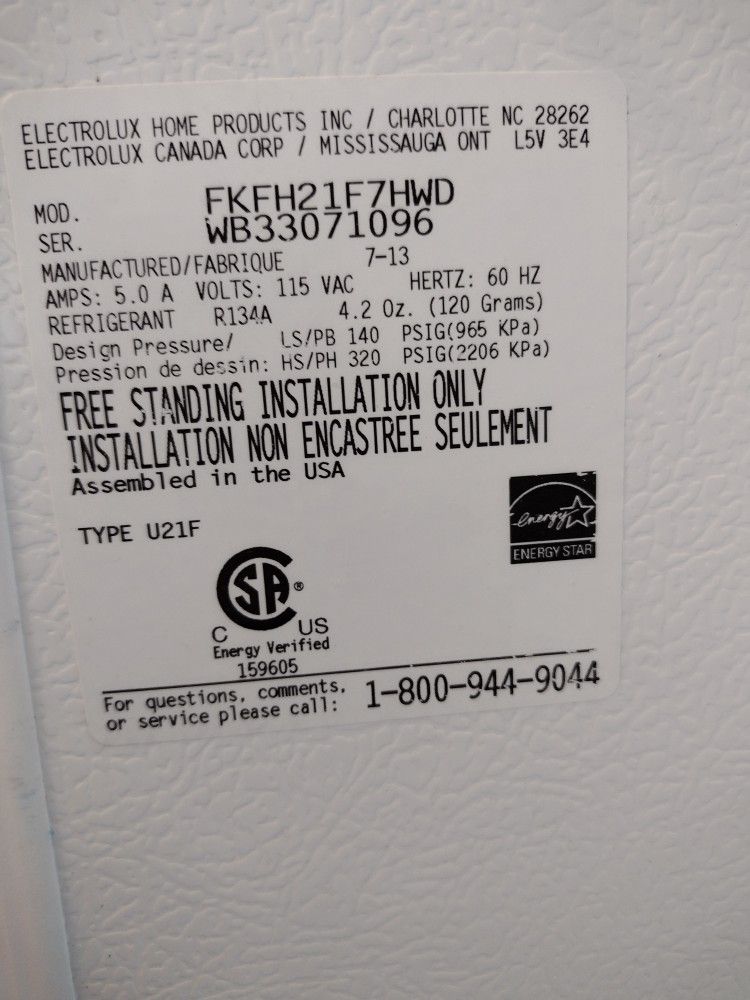 ELECTROLUX HOME PRODUCTS INC / CHARLOTTE NC 28262
ELECTROLUX CANADA CORP / MISSISSAUGA ONT L5V 3E4
MOD. FKFH21F7HWD
SER. WB33071096
MANUFACTURED/FABRIQUE 7-13
AMPS: 5.0 A VOLTS: 115 VAC HERTZ: 60 HZ
REFRIGERANT R134A 4.2 Oz. (120 Grams)
Design Pressure/ LS/PB 140 PSIG(965 KPa)
Pression de dessin: HS/PH 320 PSIG(2206 KPa)
FREE STANDING INSTALLATION ONLY
INSTALLATION NON ENCASTREE SEULEMENT
Assembled in the USA
TYPE U21F
energy
ENERGY STAR
SA ®
C US
Energy Verified
159605
For questions, comments,
or service please call: 1-800-944-9044